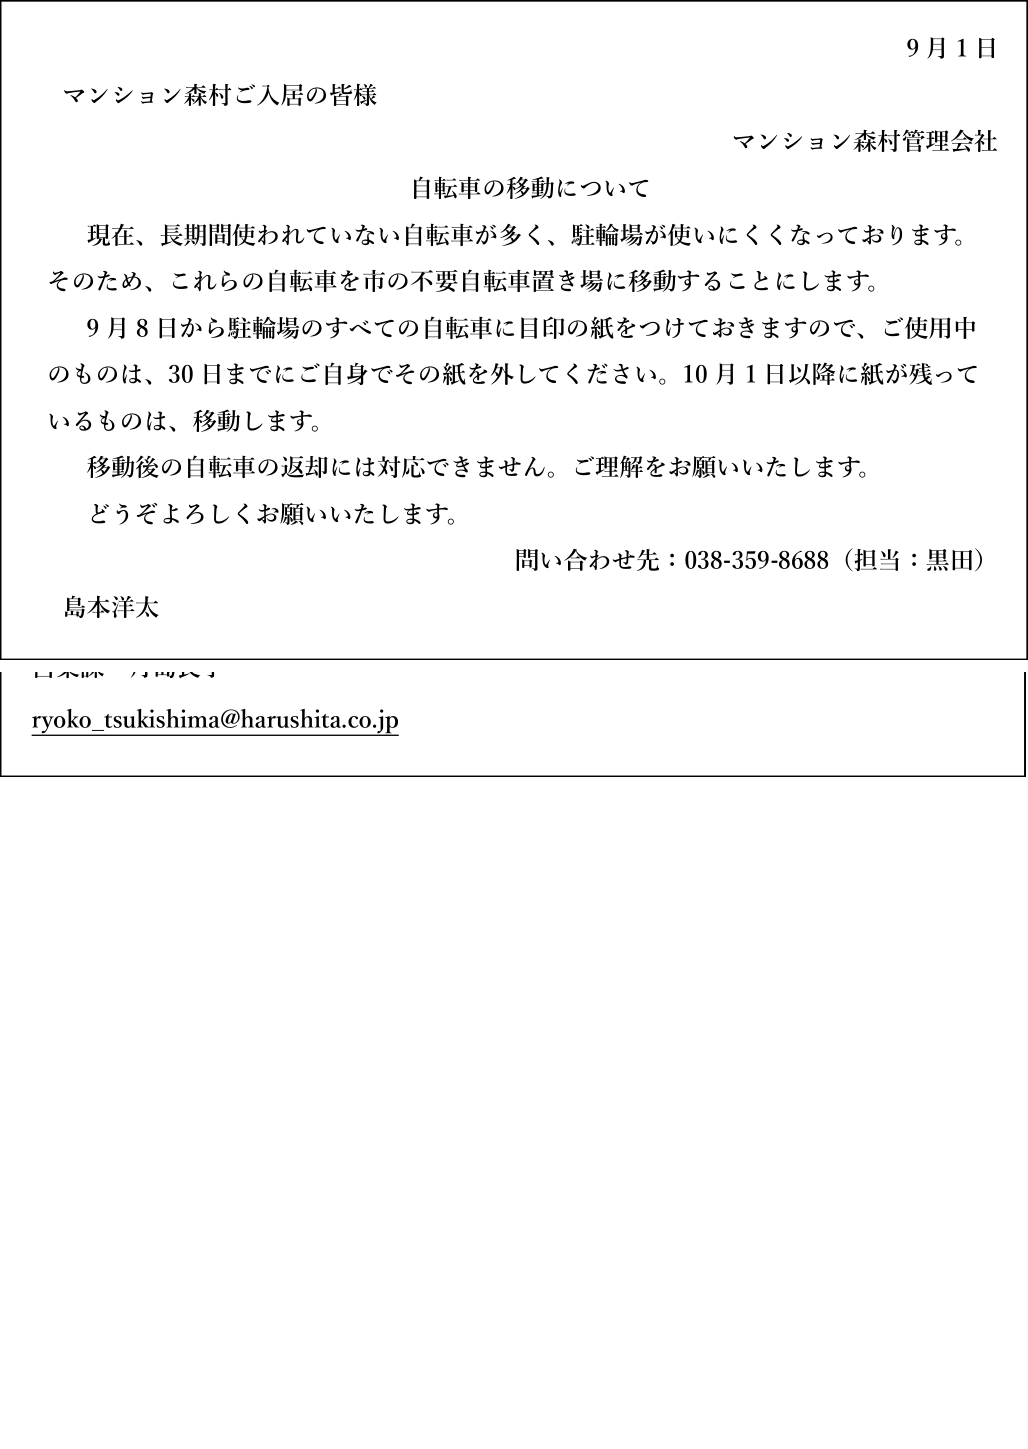 9 月 1 日
マンション森村ご入居の皆様
マンション森村管理会社
自転車の移動について
現在、長期間使われていない自転車が多く、駐輪場が使いにくくなっております。
そのため、これらの自転車を市の不要自転車置き場に移動することにします。
9 月 8 日から駐輪場のすべての自転車に目印の紙をつけておきますので、ご使用中
のものは、30 日までにご自身でその紙を外してください。10 月 1 日以降に紙が残って
いるものは、移動します。
移動後の自転車の返却には対応できません。ご理解をお願いいたします。
どうぞよろしくお願いいたします。
問い合わせ先：038-359-8688（担当：黒田）
島本洋太
ryoko_tsukishima@harushita.co.jp